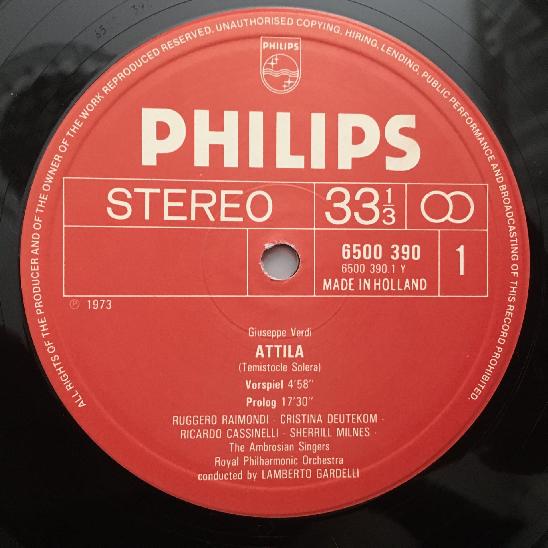 ALL RIGHTS OF THE PRODUCER AND OF THE OWNER OF THE WORK REPRODUCED RESERVED. UNAUTHORISED COPYING, HIRING, LENDING, PUBLIC PERFORMANCE AND BROADCASTING OF THIS RECORD PROHIBITED.
PHILIPS
PHILIPS
STEREO 33 1/3
6500 390
6500 390.1 Y
MADE IN HOLLAND
1
℗ 1973
Giuseppe Verdi
ATTILA
(Temistocle Solera)
Vorspiel 4'58"
Prolog 17'30"
RUGGERO RAIMONDI · CRISTINA DEUTEKOM ·
RICARDO CASSINELLI · SHERRILL MILNES ·
The Ambrosian Singers
Royal Philharmonic Orchestra
conducted by LAMBERTO GARDELLI